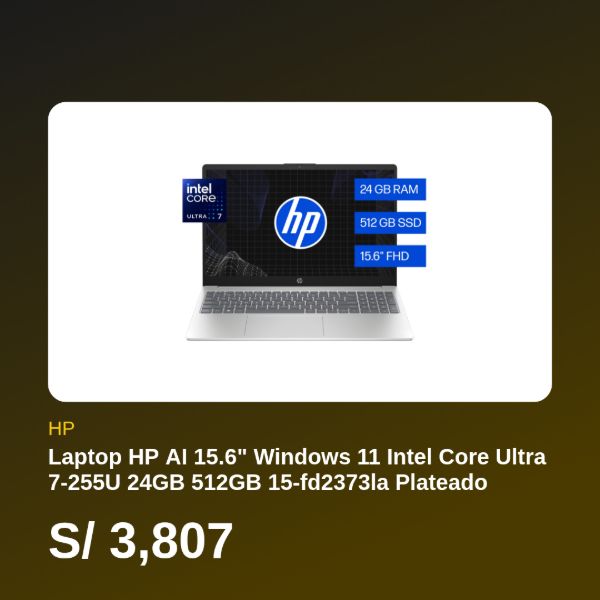 intel
CORE
ULTRA 7
hp
24 GB RAM
512 GB SSD
15.6" FHD
HP
Laptop HP AI 15.6" Windows 11 Intel Core Ultra
7-255U 24GB 512GB 15-fd2373la Plateado
S/ 3,807